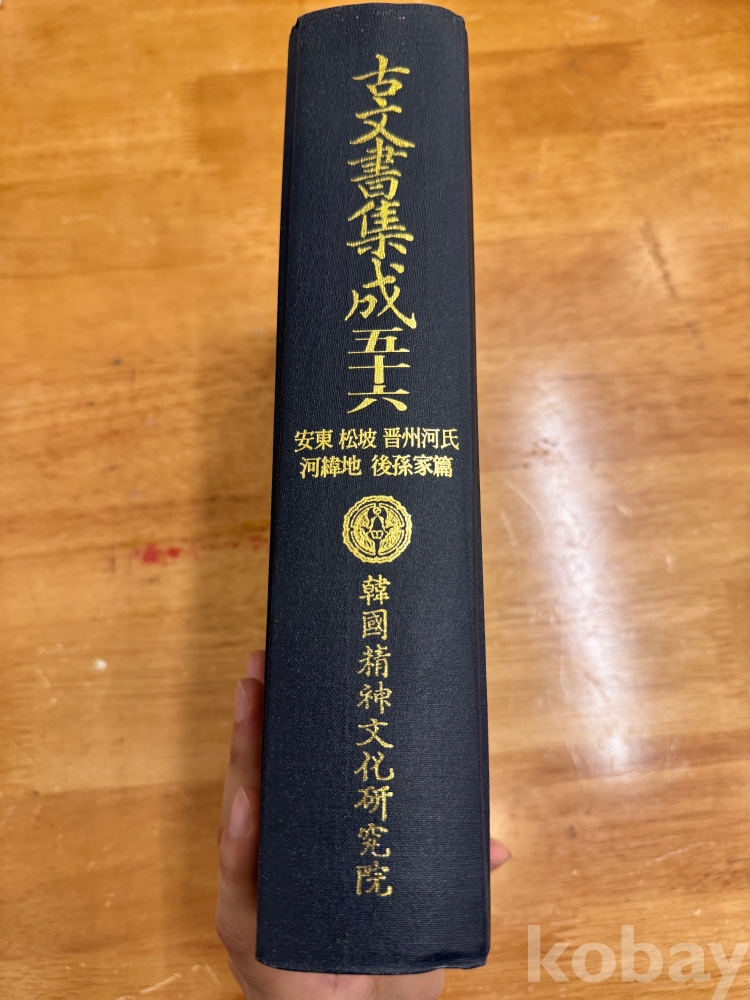 古文書集成 五十六
安東 松坡 晋州河氏
河緯地 後孫家篇
韓國精神文化研究院
kobay